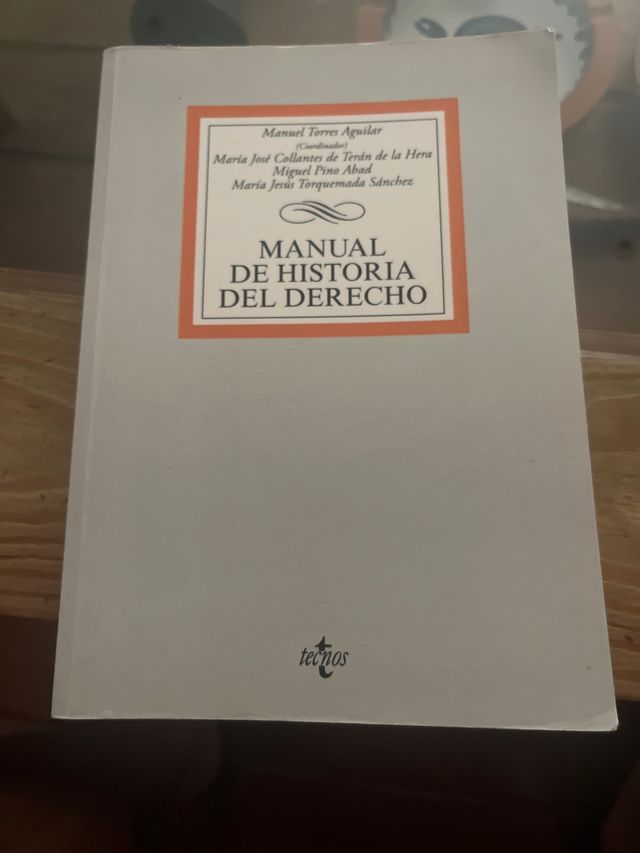 Manuel Torres Aguilar
(Coordinador)
María José Collantes de Terán de la Hera
Miguel Pino Abad
María Jesús Torquemada Sánchez
MANUAL
DE HISTORIA
DEL DERECHO
tecnos